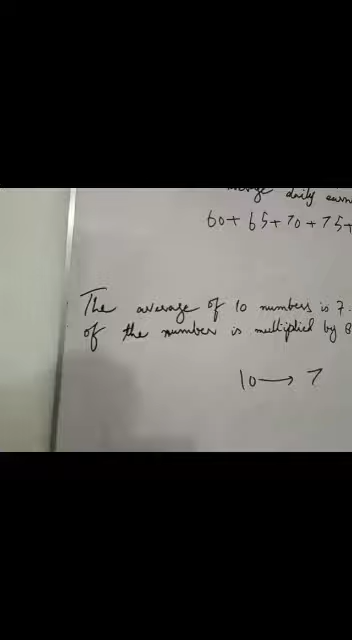 average daily earn
60+ 65+70+75+
The average of 10 numbers is 7.
of the number is multiplied by 8
10 → 7